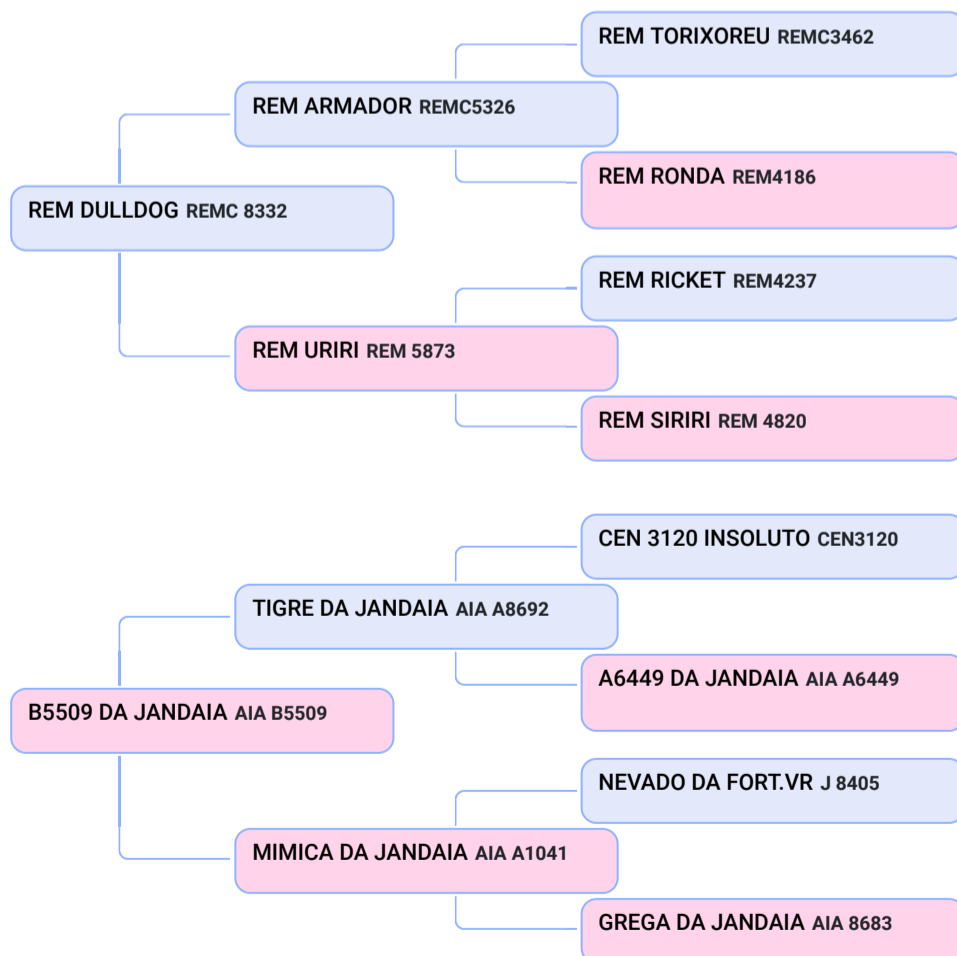 REM TORIXOREU REMC3462
REM ARMADOR REMC5326
REM RONDA REM4186
REM DULLDOG REMC 8332
REM RICKET REM4237
REM URIRI REM 5873
REM SIRIRI REM 4820
CEN 3120 INSOLUTO CEN3120
TIGRE DA JANDAIA AIA A8692
A6449 DA JANDAIA AIA A6449
B5509 DA JANDAIA AIA B5509
NEVADO DA FORT.VR J 8405
MIMICA DA JANDAIA AIA A1041
GREGA DA JANDAIA AIA 8683